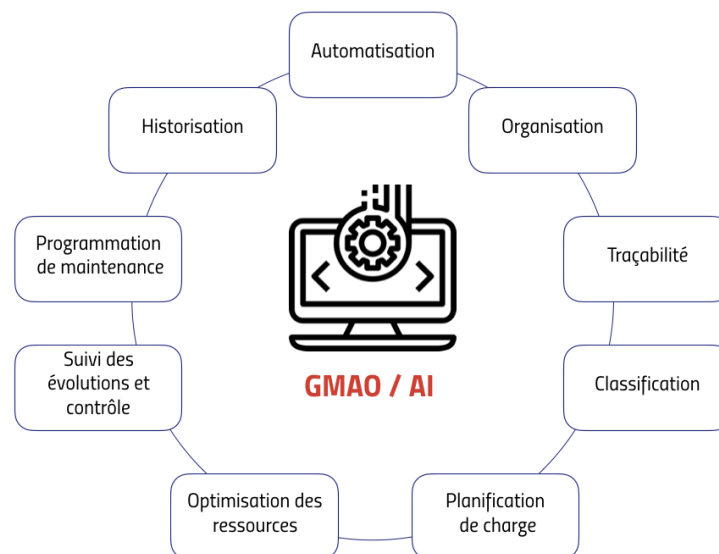 Automatisation
Historisation
Organisation
Programmation
de maintenance
Traçabilité
Suivi des
évolutions et
contrôle
GMAO / AI
Classification
Optimisation des
ressources
Planification
de charge